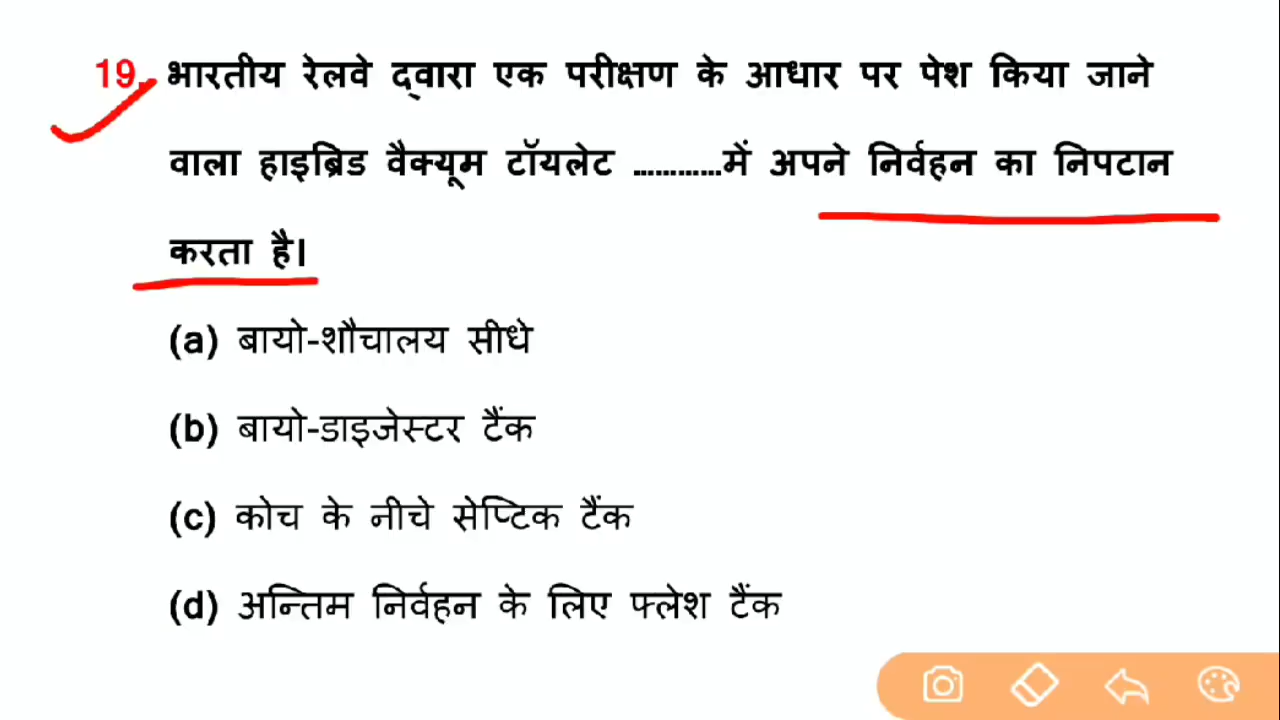 19. भारतीय रेलवे द्वारा एक परीक्षण के आधार पर पेश किया जाने
वाला हाइब्रिड वैक्यूम टॉयलेट ............में अपने निर्वहन का निपटान
करता है।
(a) बायो-शौचालय सीधे
(b) बायो-डाइजेस्टर टैंक
(c) कोच के नीचे सेप्टिक टैंक
(d) अन्तिम निर्वहन के लिए फ्लेश टैंक